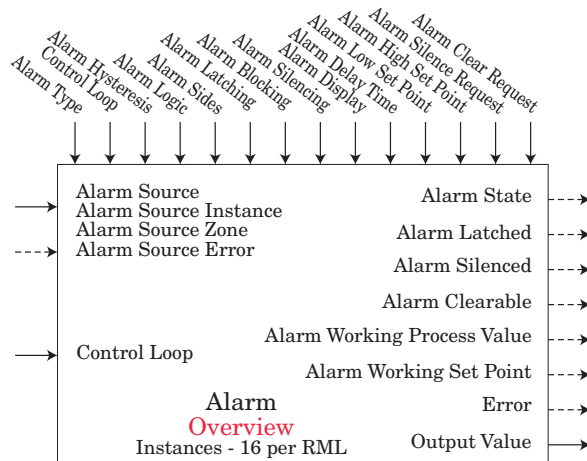 Alarm Type
Control Loop
Alarm Hysteresis
Alarm Logic
Alarm Sides
Alarm Latching
Alarm Blocking
Alarm Silencing
Alarm Display
Alarm Delay Time
Alarm Low Set Point
Alarm High Set Point
Alarm Silence Request
Alarm Clear Request
Alarm Source
Alarm Source Instance
Alarm Source Zone
Alarm Source Error
Control Loop
Alarm State
Alarm Latched
Alarm Silenced
Alarm Clearable
Alarm Working Process Value
Alarm Working Set Point
Error
Output Value
Alarm
Overview
Instances - 16 per RML